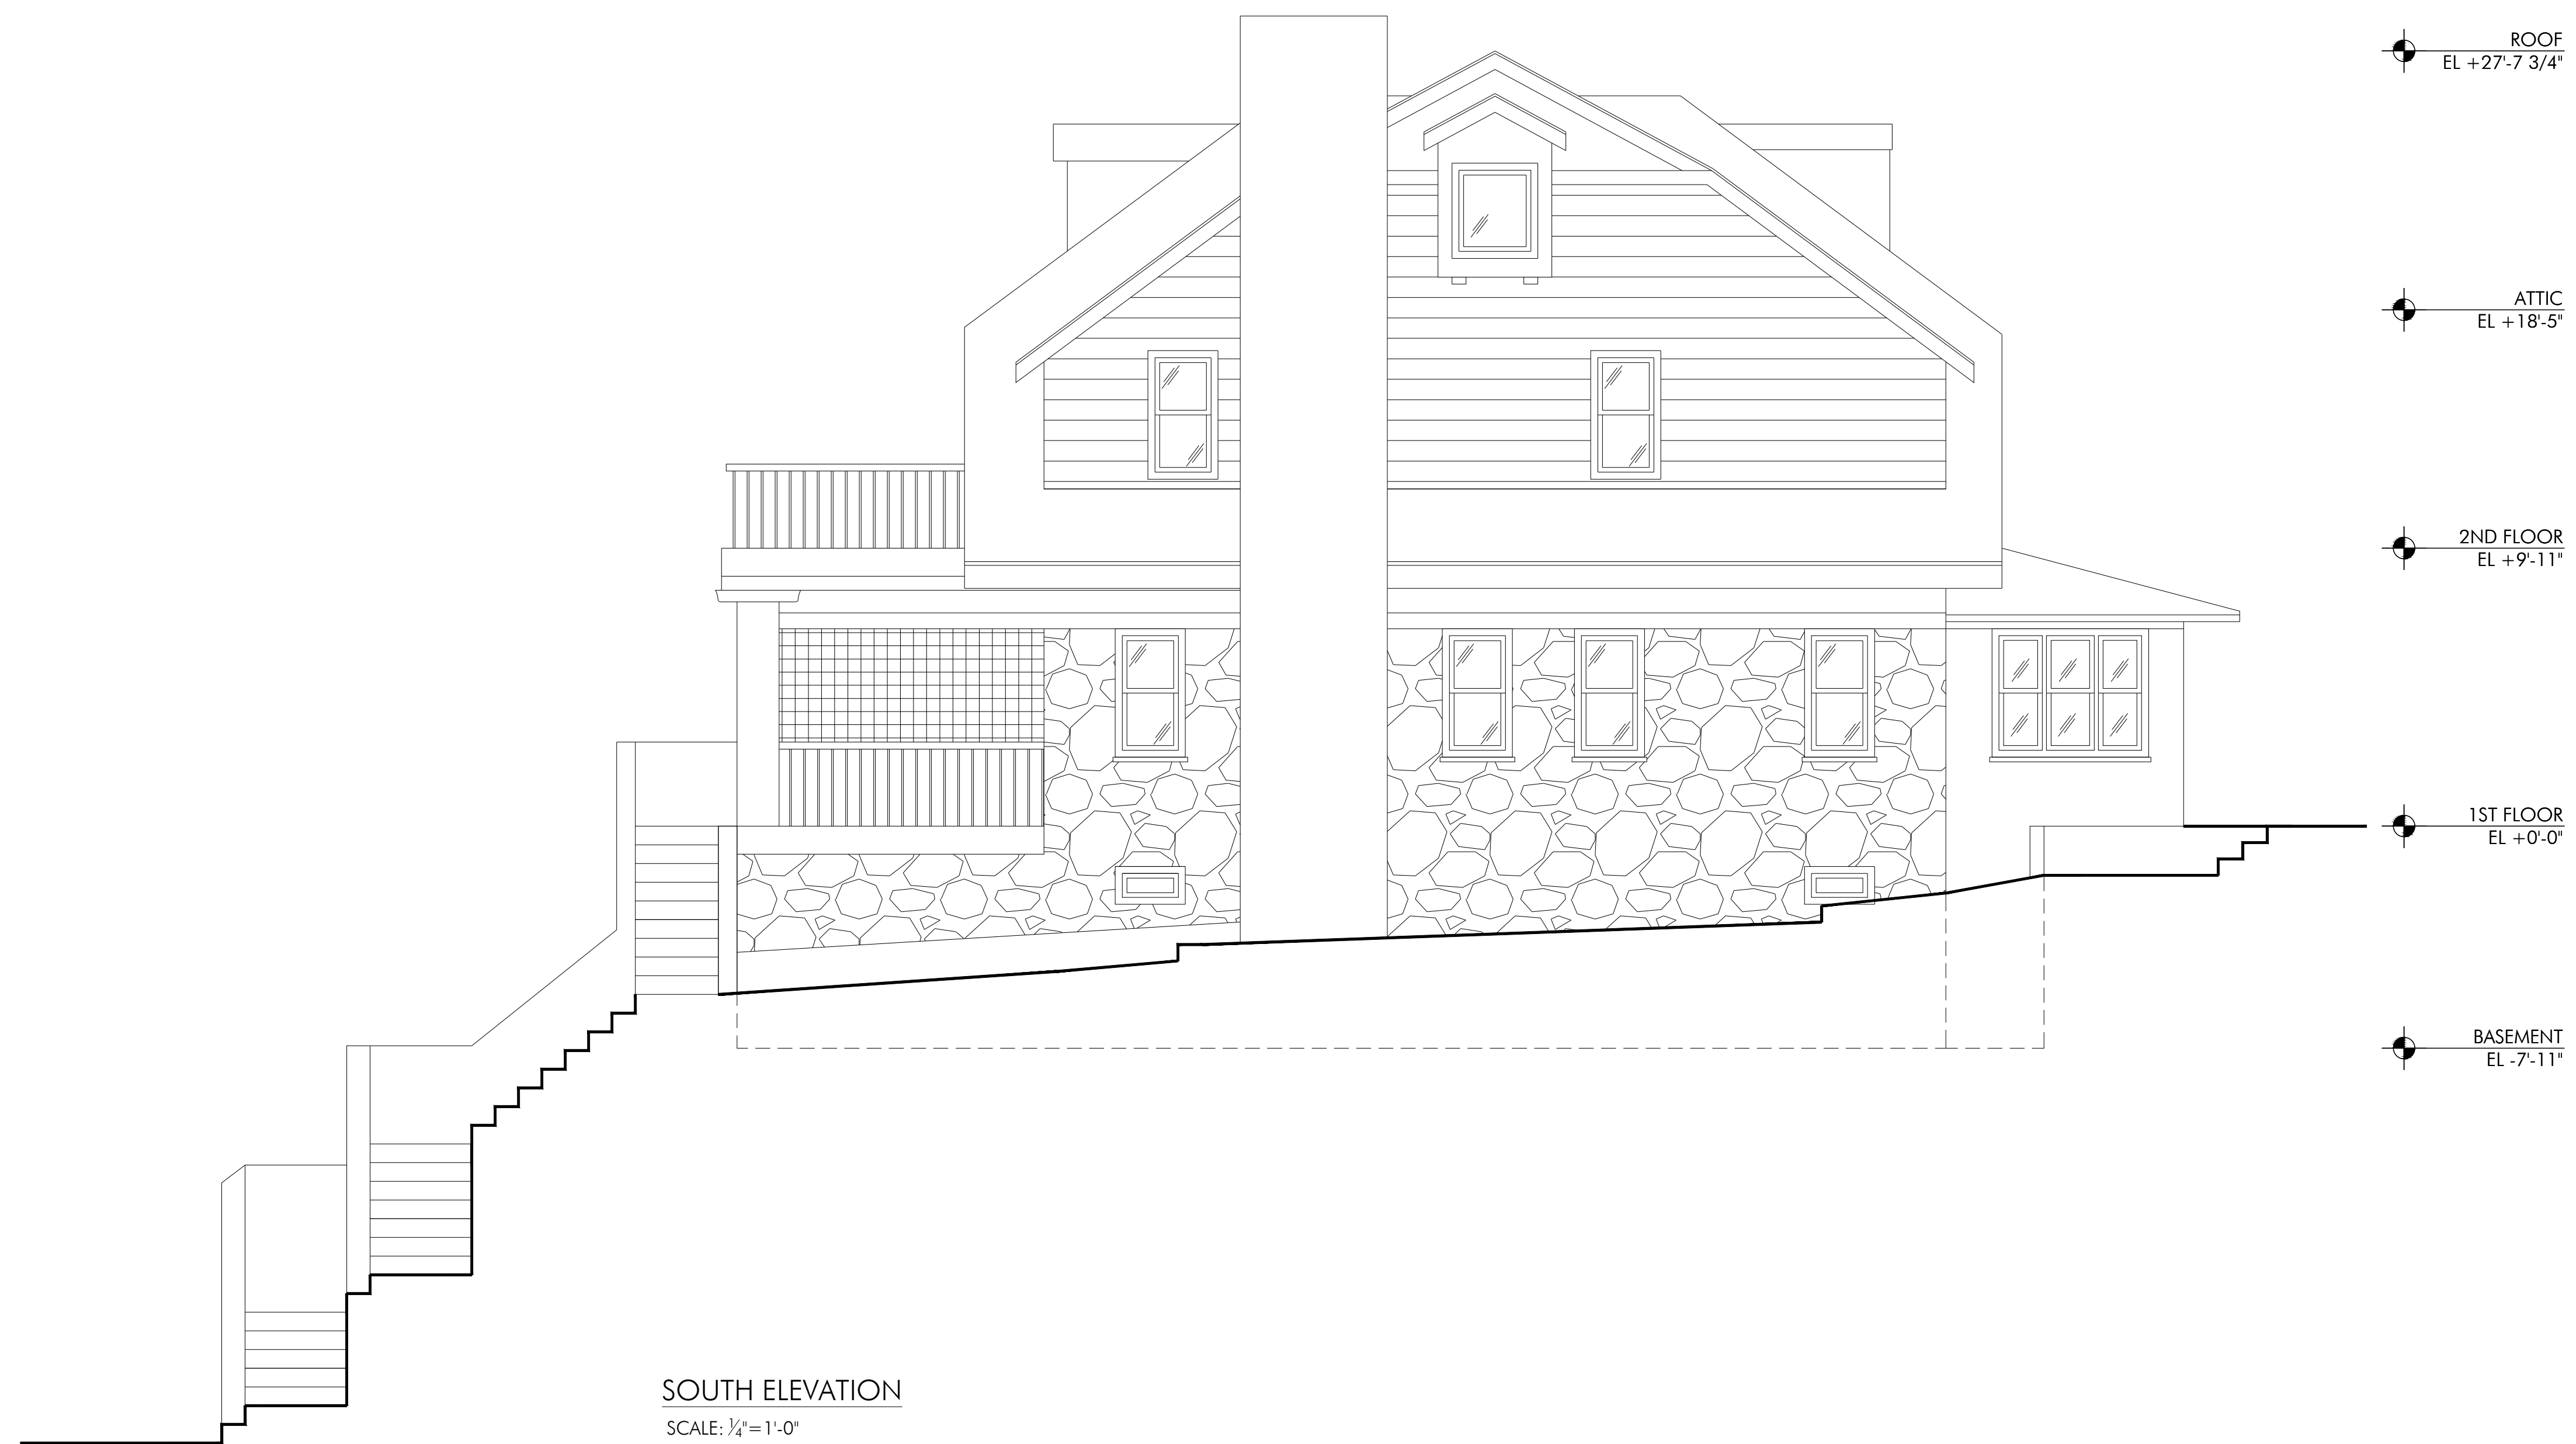 ROOF
EL +27'-7 3/4"
ATTIC
EL +18'-5"
2ND FLOOR
EL +9'-11"
1ST FLOOR
EL +0'-0"
BASEMENT
EL -7'-11"
SOUTH ELEVATION
SCALE: ¼"=1'-0"